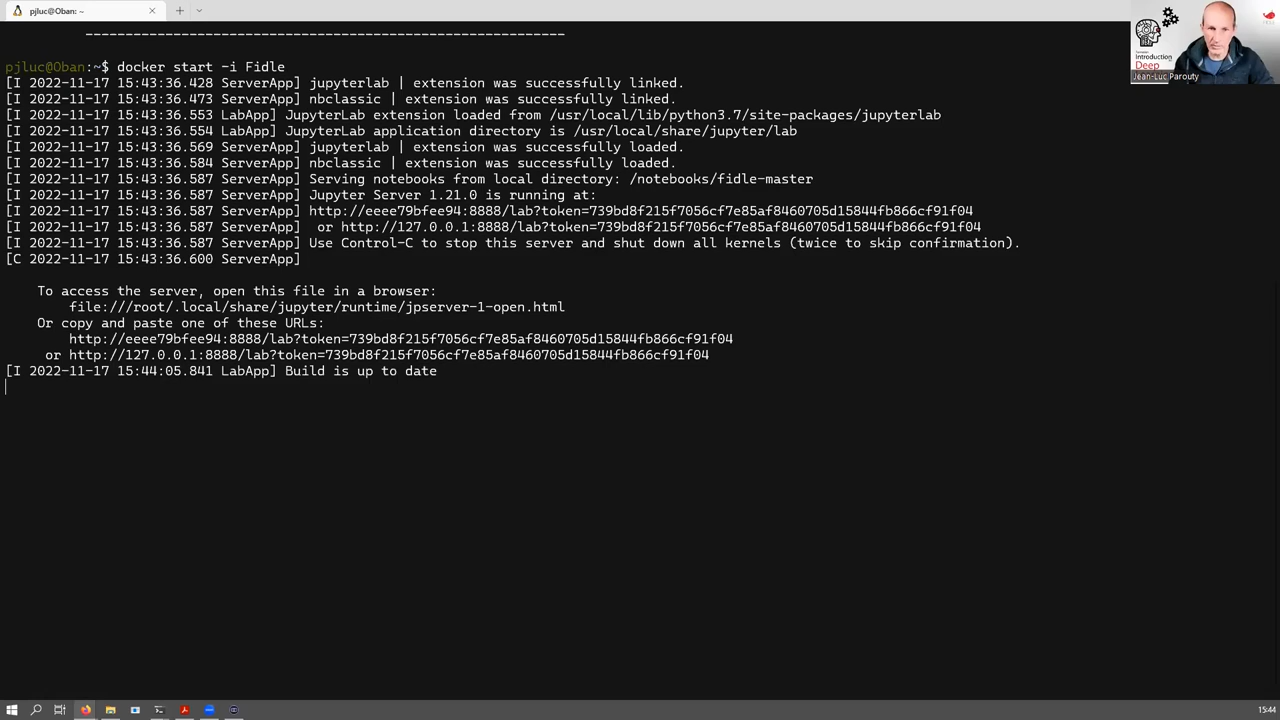 pjluc@Oban: ~
------------------------------------------------------------
pjluc@Oban:~$ docker start -i Fidle
[I 2022-11-17 15:43:36.428 ServerApp] jupyterlab | extension was successfully linked.
[I 2022-11-17 15:43:36.473 ServerApp] nbclassic | extension was successfully linked.
[I 2022-11-17 15:43:36.553 LabApp] JupyterLab extension loaded from /usr/local/lib/python3.7/site-packages/jupyterlab
[I 2022-11-17 15:43:36.554 LabApp] JupyterLab application directory is /usr/local/share/jupyter/lab
[I 2022-11-17 15:43:36.569 ServerApp] jupyterlab | extension was successfully loaded.
[I 2022-11-17 15:43:36.584 ServerApp] nbclassic | extension was successfully loaded.
[I 2022-11-17 15:43:36.587 ServerApp] Serving notebooks from local directory: /notebooks/fidle-master
[I 2022-11-17 15:43:36.587 ServerApp] Jupyter Server 1.21.0 is running at:
[I 2022-11-17 15:43:36.587 ServerApp] http://eeee79bfee94:8888/lab?token=739bd8f215f7056cf7e85af8460705d15844fb866cf91f04
[I 2022-11-17 15:43:36.587 ServerApp]  or http://127.0.0.1:8888/lab?token=739bd8f215f7056cf7e85af8460705d15844fb866cf91f04
[I 2022-11-17 15:43:36.587 ServerApp] Use Control-C to stop this server and shut down all kernels (twice to skip confirmation).
[C 2022-11-17 15:43:36.600 ServerApp]
To access the server, open this file in a browser:
file:///root/.local/share/jupyter/runtime/jpserver-1-open.html
Or copy and paste one of these URLs:
http://eeee79bfee94:8888/lab?token=739bd8f215f7056cf7e85af8460705d15844fb866cf91f04
or http://127.0.0.1:8888/lab?token=739bd8f215f7056cf7e85af8460705d15844fb866cf91f04
[I 2022-11-17 15:44:05.841 LabApp] Build is up to date
Introduction
Deep
Jean-Luc Parouty
15:44